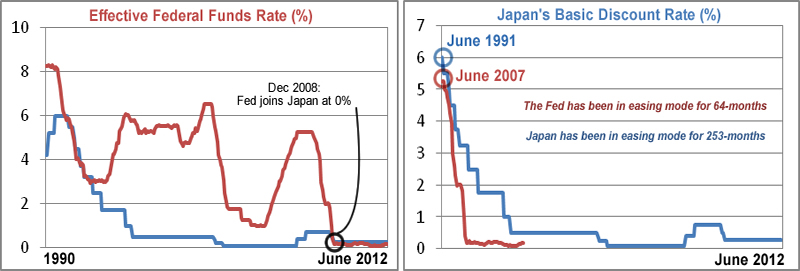 Effective Federal Funds Rate (%)
10
8
6
4
2
0
Dec 2008:
Fed joins Japan at 0%
1990
June 2012
Japan's Basic Discount Rate (%)
7
6
5
4
3
2
1
0
June 1991
June 2007
The Fed has been in easing mode for 64-months
Japan has been in easing mode for 253-months
June 2012